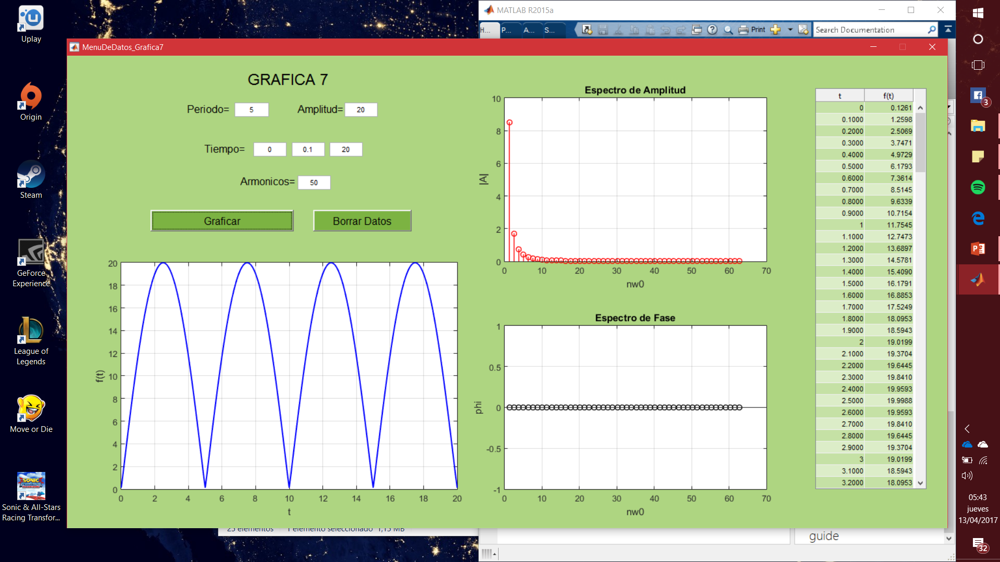 Uplay
Origin
Steam
GeForce
Experience
League of
Legends
Move or Die
Sonic & All-Stars
Racing Transfor...
MATLAB R2015a
H...
P...
A...
S...
Print
Search Documentation
MenuDeDatos_Grafica7
GRAFICA 7
Periodo=
5
Amplitud=
20
Tiempo=
0
0.1
20
Armonicos=
50
Graficar
Borrar Datos
20
18
16
14
12
10
8
6
4
2
0
f(t)
0 2 4 6 8 10 12 14 16 18 20
t
Espectro de Amplitud
10
8
6
4
2
0
|A|
0 10 20 30 40 50 60 70
nw0
Espectro de Fase
1
0.5
0
-0.5
-1
phi
0 10 20 30 40 50 60 70
nw0
t f(t)
0 0.1261
0.1000 1.2598
0.2000 2.5069
0.3000 3.7471
0.4000 4.9729
0.5000 6.1793
0.6000 7.3614
0.7000 8.5145
0.8000 9.6339
0.9000 10.7154
1 11.7545
1.1000 12.7473
1.2000 13.6897
1.3000 14.5781
1.4000 15.4090
1.5000 16.1791
1.6000 16.8853
1.7000 17.5249
1.8000 18.0953
1.9000 18.5943
2 19.0199
2.1000 19.3704
2.2000 19.6445
2.3000 19.8410
2.4000 19.9593
2.5000 19.9988
2.6000 19.9593
2.7000 19.8410
2.8000 19.6445
2.9000 19.3704
3 19.0199
3.1000 18.5943
3.2000 18.0953
25 elementos
1 elemento seleccionado 1,15 MB
guide
3
05:43
jueves
13/04/2017
32